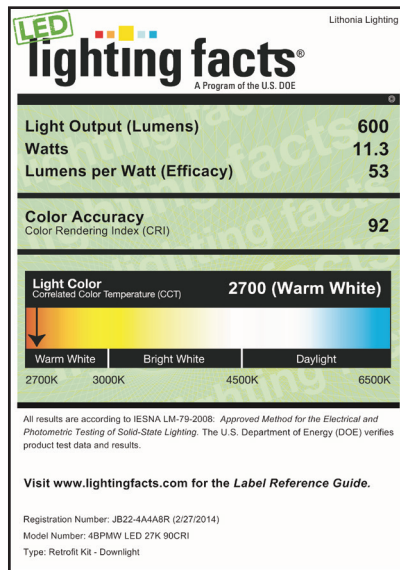 Lithonia Lighting
LED
lighting facts®
A Program of the U.S. DOE
Light Output (Lumens) 600
Watts 11.3
Lumens per Watt (Efficacy) 53
Color Accuracy
Color Rendering Index (CRI) 92
Light Color
Correlated Color Temperature (CCT) 2700 (Warm White)
Warm White Bright White Daylight
2700K 3000K 4500K 6500K
All results are according to IESNA LM-79-2008: Approved Method for the Electrical and
Photometric Testing of Solid-State Lighting. The U.S. Department of Energy (DOE) verifies
product test data and results.
Visit www.lightingfacts.com for the Label Reference Guide.
Registration Number: JB22-4A4A8R (2/27/2014)
Model Number: 4BPMW LED 27K 90CRI
Type: Retrofit Kit - Downlight